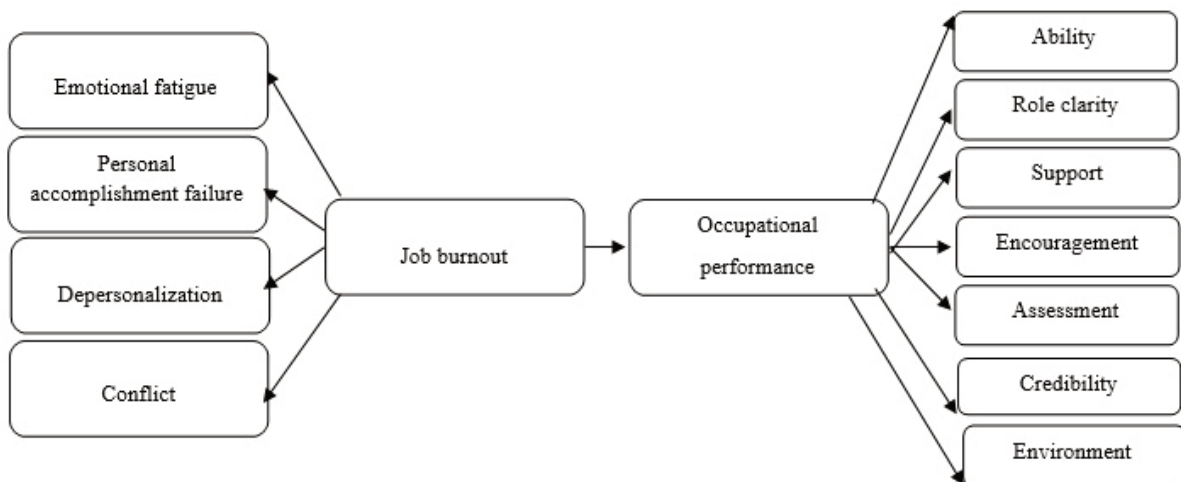 Emotional fatigue
Personal
accomplishment failure
Depersonalization
Conflict
Job burnout
Occupational
performance
Ability
Role clarity
Support
Encouragement
Assessment
Credibility
Environment